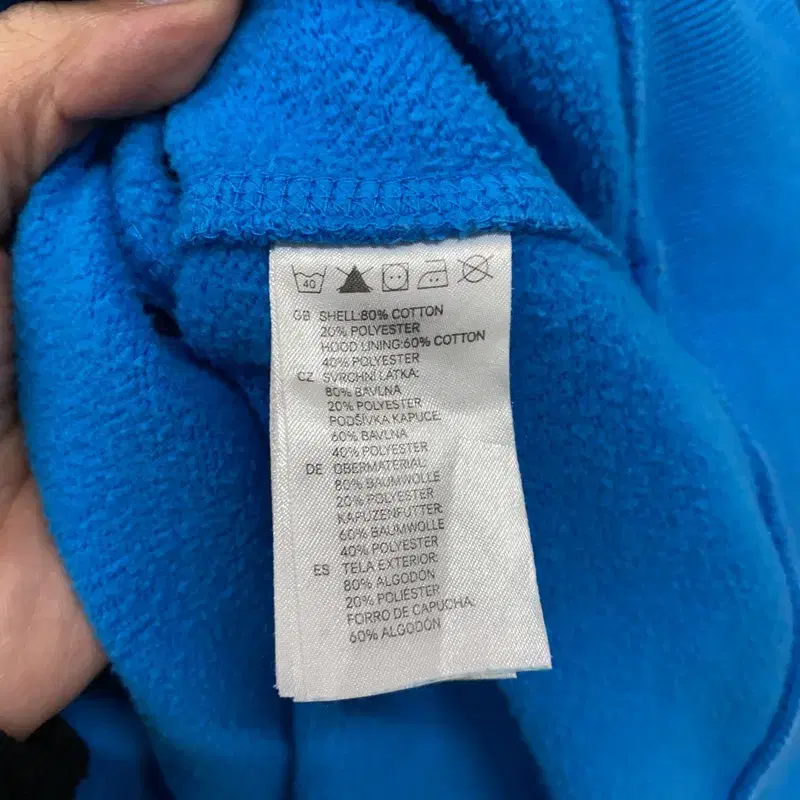 40
GB SHELL:80% COTTON
20% POLYESTER
HOOD LINING:60% COTTON
40% POLYESTER
CZ SVRCHNÍ LÁTKA:
80% BAVLNA
20% POLYESTER
PODŠÍVKA KAPUCE:
60% BAVLNA
40% POLYESTER
DE OBERMATERIAL:
80% BAUMWOLLE
20% POLYESTER
KAPUZENFUTTER:
60% BAUMWOLLE
40% POLYESTER
ES TELA EXTERIOR:
80% ALGODÓN
20% POLIÉSTER
FORRO DE CAPUCHA:
60% ALGODÓN